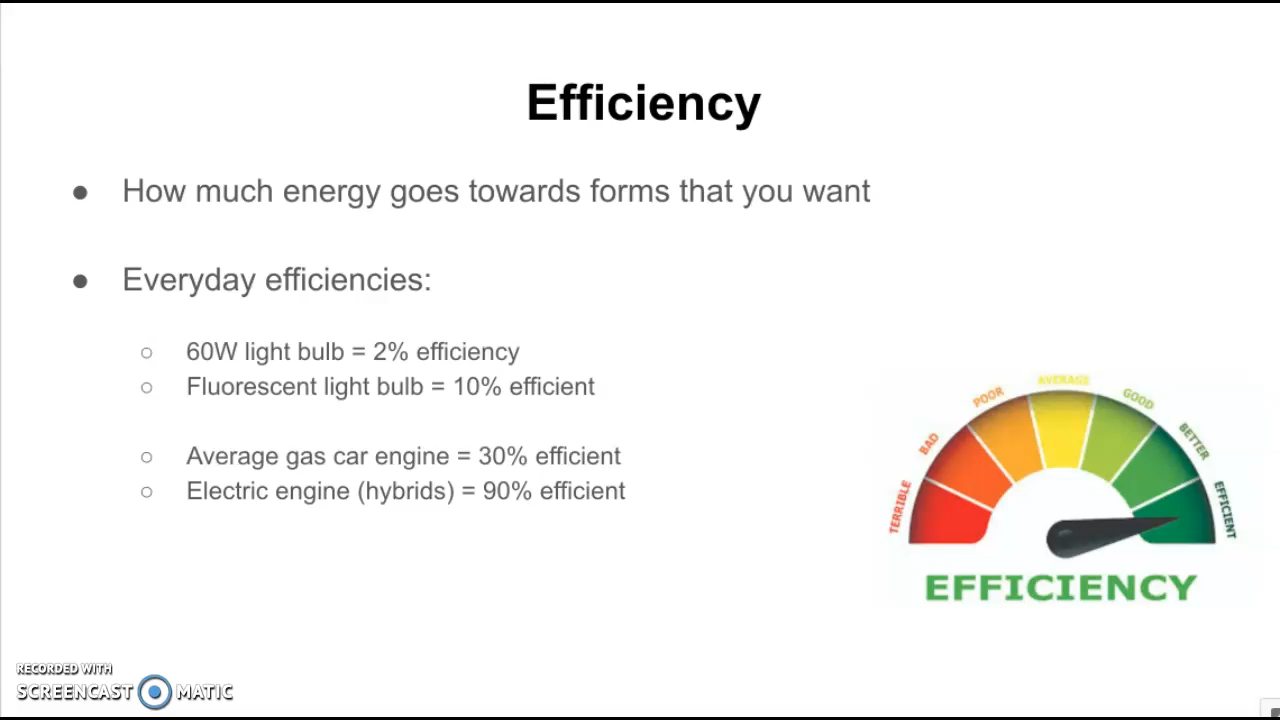 Efficiency
● How much energy goes towards forms that you want
● Everyday efficiencies:
○ 60W light bulb = 2% efficiency
○ Fluorescent light bulb = 10% efficient
○ Average gas car engine = 30% efficient
○ Electric engine (hybrids) = 90% efficient
TERRIBLE
BAD
POOR
AVERAGE
GOOD
BETTER
EFFICIENT
EFFICIENCY
RECORDED WITH
SCREENCAST MATIC